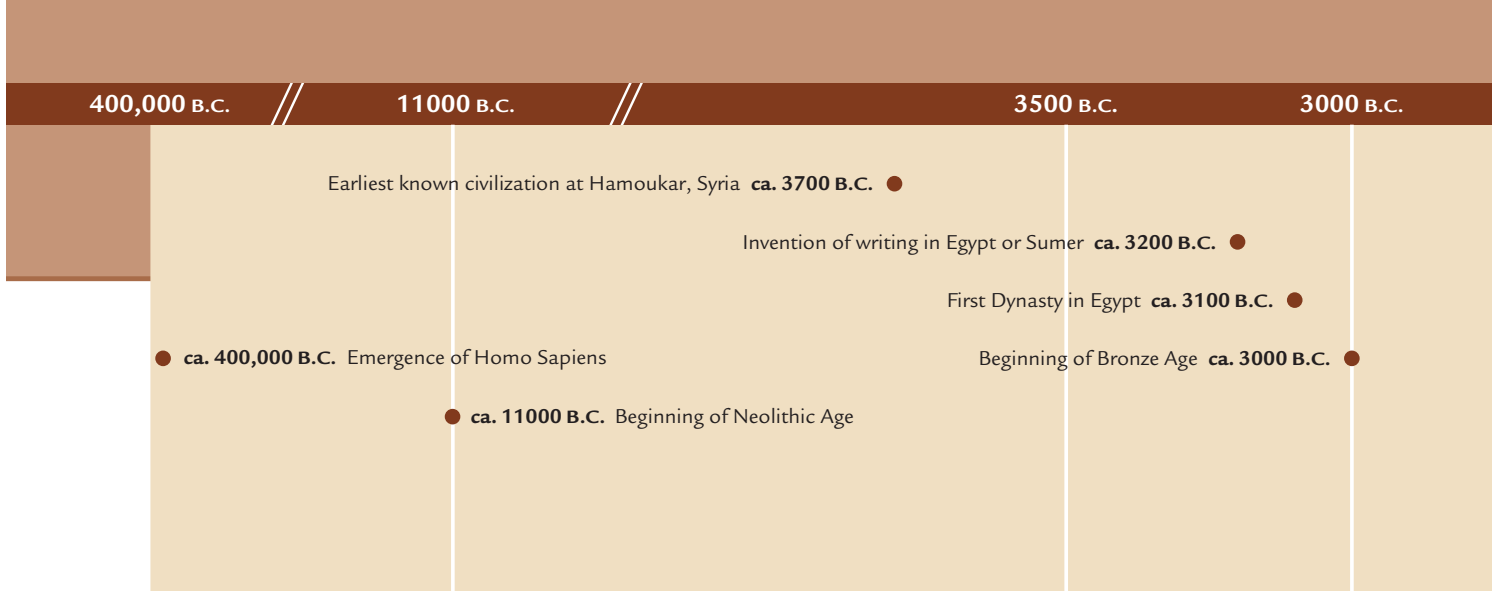 400,000 B.C. 11000 B.C. 3500 B.C. 3000 B.C.
Earliest known civilization at Hamoukar, Syria ca. 3700 B.C.
Invention of writing in Egypt or Sumer ca. 3200 B.C.
First Dynasty in Egypt ca. 3100 B.C.
ca. 400,000 B.C. Emergence of Homo Sapiens
Beginning of Bronze Age ca. 3000 B.C.
ca. 11000 B.C. Beginning of Neolithic Age